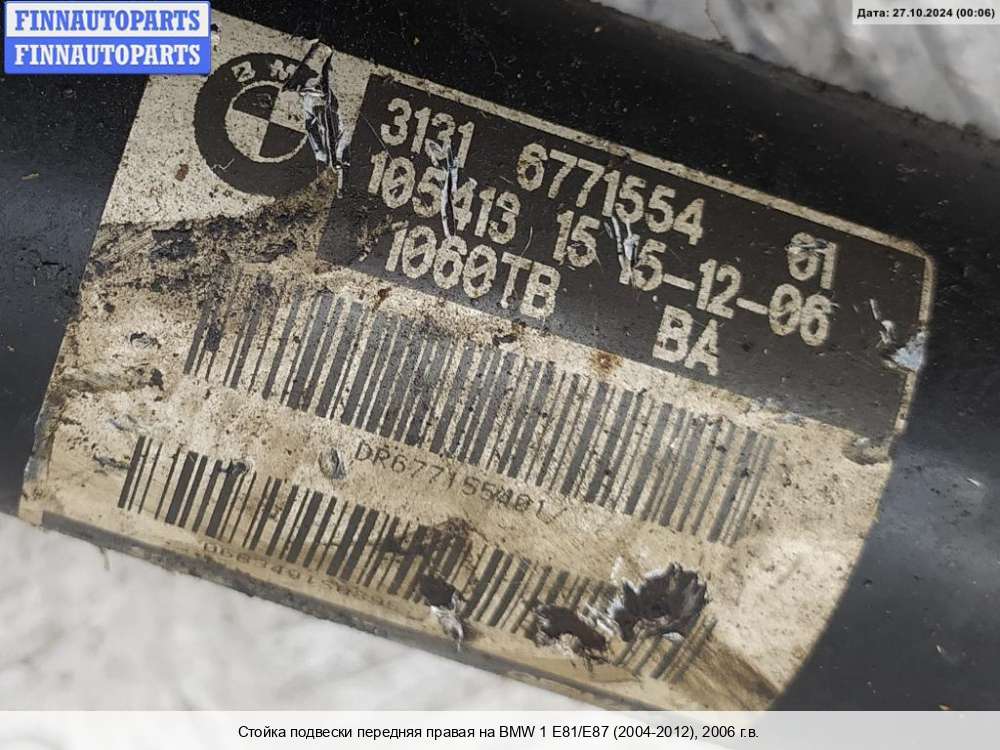 FINNAUTOPARTS
FINNAUTOPARTS
Дата: 27.10.2024 (00:06)
BMW
3131 6771554 01
105413 15 15-12-06
1060TB BA
DR677155401/
Стойка подвески передняя правая на BMW 1 E81/E87 (2004-2012), 2006 г.в.